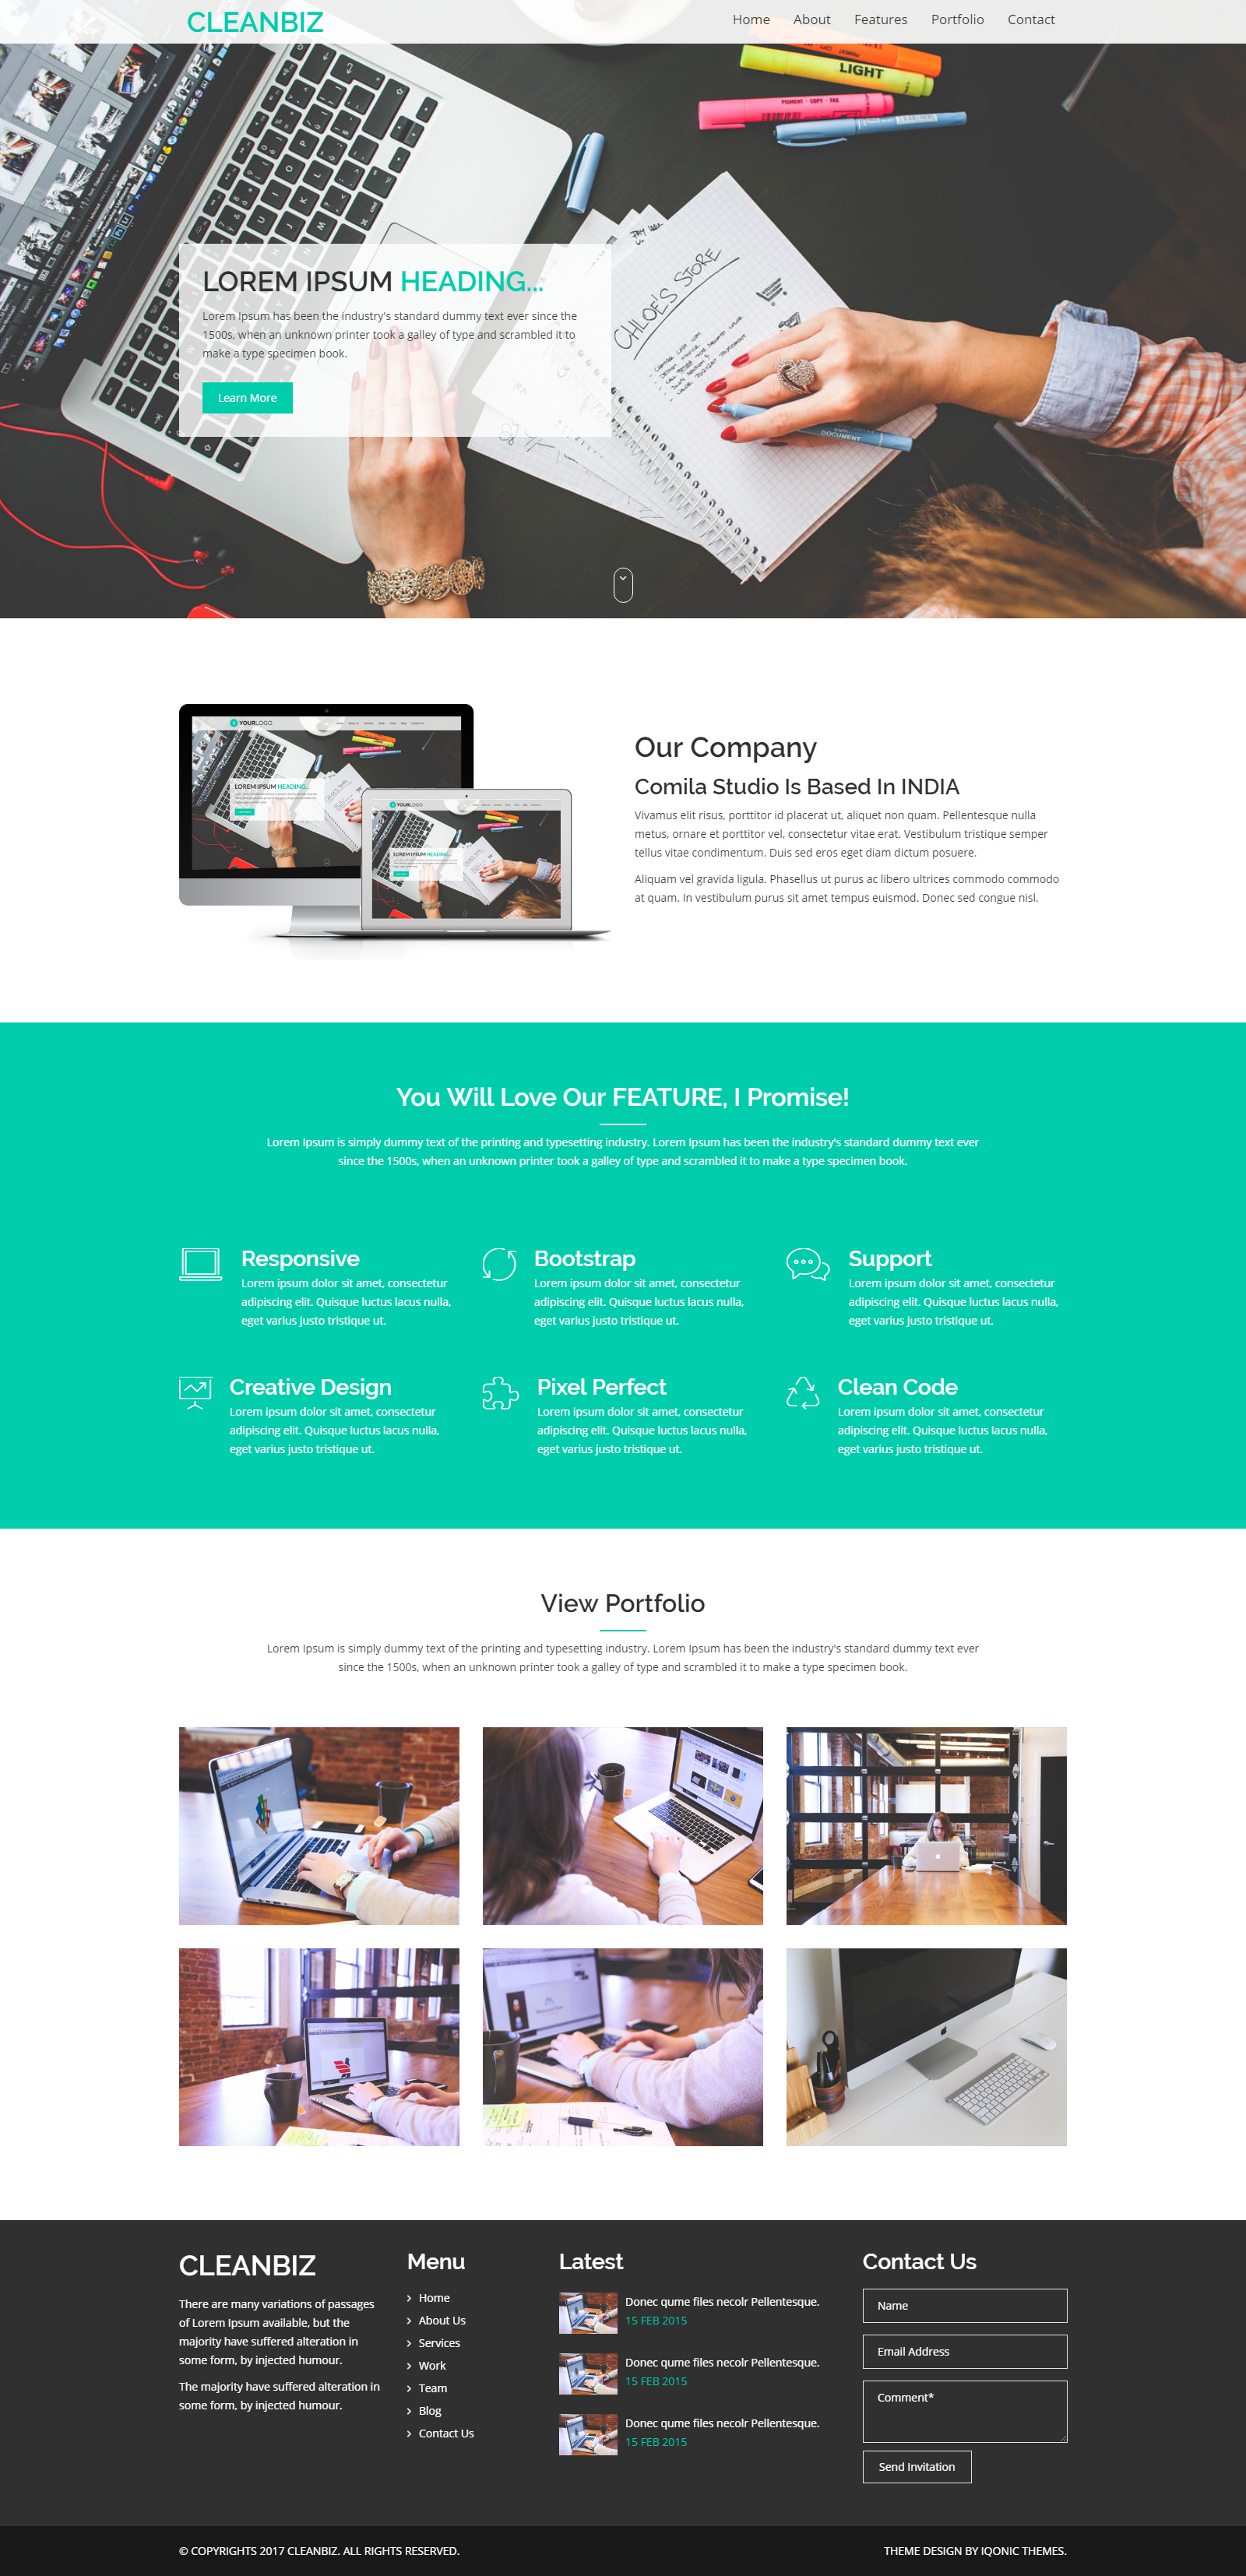 CLEANBIZ
Home About Features Portfolio Contact
LIGHT
PIGMENT - COPY - FAX
PAY
CHLOE'S STORE
DOCUMENT
LOREM IPSUM HEADING...
Lorem Ipsum has been the industry's standard dummy text ever since the
1500s, when an unknown printer took a galley of type and scrambled it to
make a type specimen book.
Learn More
YOURLOGO
LOREM IPSUM HEADING...
YOURLOGO
LOREM IPSUM HEADING...
Our Company
Comila Studio Is Based In INDIA
Vivamus elit risus, porttitor id placerat ut, aliquet non quam. Pellentesque nulla
metus, ornare et porttitor vel, consectetur vitae erat. Vestibulum tristique semper
tellus vitae condimentum. Duis sed eros eget diam dictum posuere.
Aliquam vel gravida ligula. Phasellus ut purus ac libero ultrices commodo commodo
at quam. In vestibulum purus sit amet tempus euismod. Donec sed congue nisl.
You Will Love Our FEATURE, I Promise!
Lorem Ipsum is simply dummy text of the printing and typesetting industry. Lorem Ipsum has been the industry's standard dummy text ever
since the 1500s, when an unknown printer took a galley of type and scrambled it to make a type specimen book.
Responsive
Lorem ipsum dolor sit amet, consectetur
adipiscing elit. Quisque luctus lacus nulla,
eget varius justo tristique ut.
Bootstrap
Lorem ipsum dolor sit amet, consectetur
adipiscing elit. Quisque luctus lacus nulla,
eget varius justo tristique ut.
Support
Lorem ipsum dolor sit amet, consectetur
adipiscing elit. Quisque luctus lacus nulla,
eget varius justo tristique ut.
Creative Design
Lorem ipsum dolor sit amet, consectetur
adipiscing elit. Quisque luctus lacus nulla,
eget varius justo tristique ut.
Pixel Perfect
Lorem ipsum dolor sit amet, consectetur
adipiscing elit. Quisque luctus lacus nulla,
eget varius justo tristique ut.
Clean Code
Lorem ipsum dolor sit amet, consectetur
adipiscing elit. Quisque luctus lacus nulla,
eget varius justo tristique ut.
View Portfolio
Lorem Ipsum is simply dummy text of the printing and typesetting industry. Lorem Ipsum has been the industry's standard dummy text ever
since the 1500s, when an unknown printer took a galley of type and scrambled it to make a type specimen book.
CLEANBIZ
There are many variations of passages
of Lorem Ipsum available, but the
majority have suffered alteration in
some form, by injected humour.
The majority have suffered alteration in
some form, by injected humour.
Menu
Home
About Us
Services
Work
Team
Blog
Contact Us
Latest
Donec qume files necolr Pellentesque.
15 FEB 2015
Donec qume files necolr Pellentesque.
15 FEB 2015
Donec qume files necolr Pellentesque.
15 FEB 2015
Contact Us
Name
Email Address
Comment*
Send Invitation
© COPYRIGHTS 2017 CLEANBIZ. ALL RIGHTS RESERVED.
THEME DESIGN BY IQONIC THEMES.